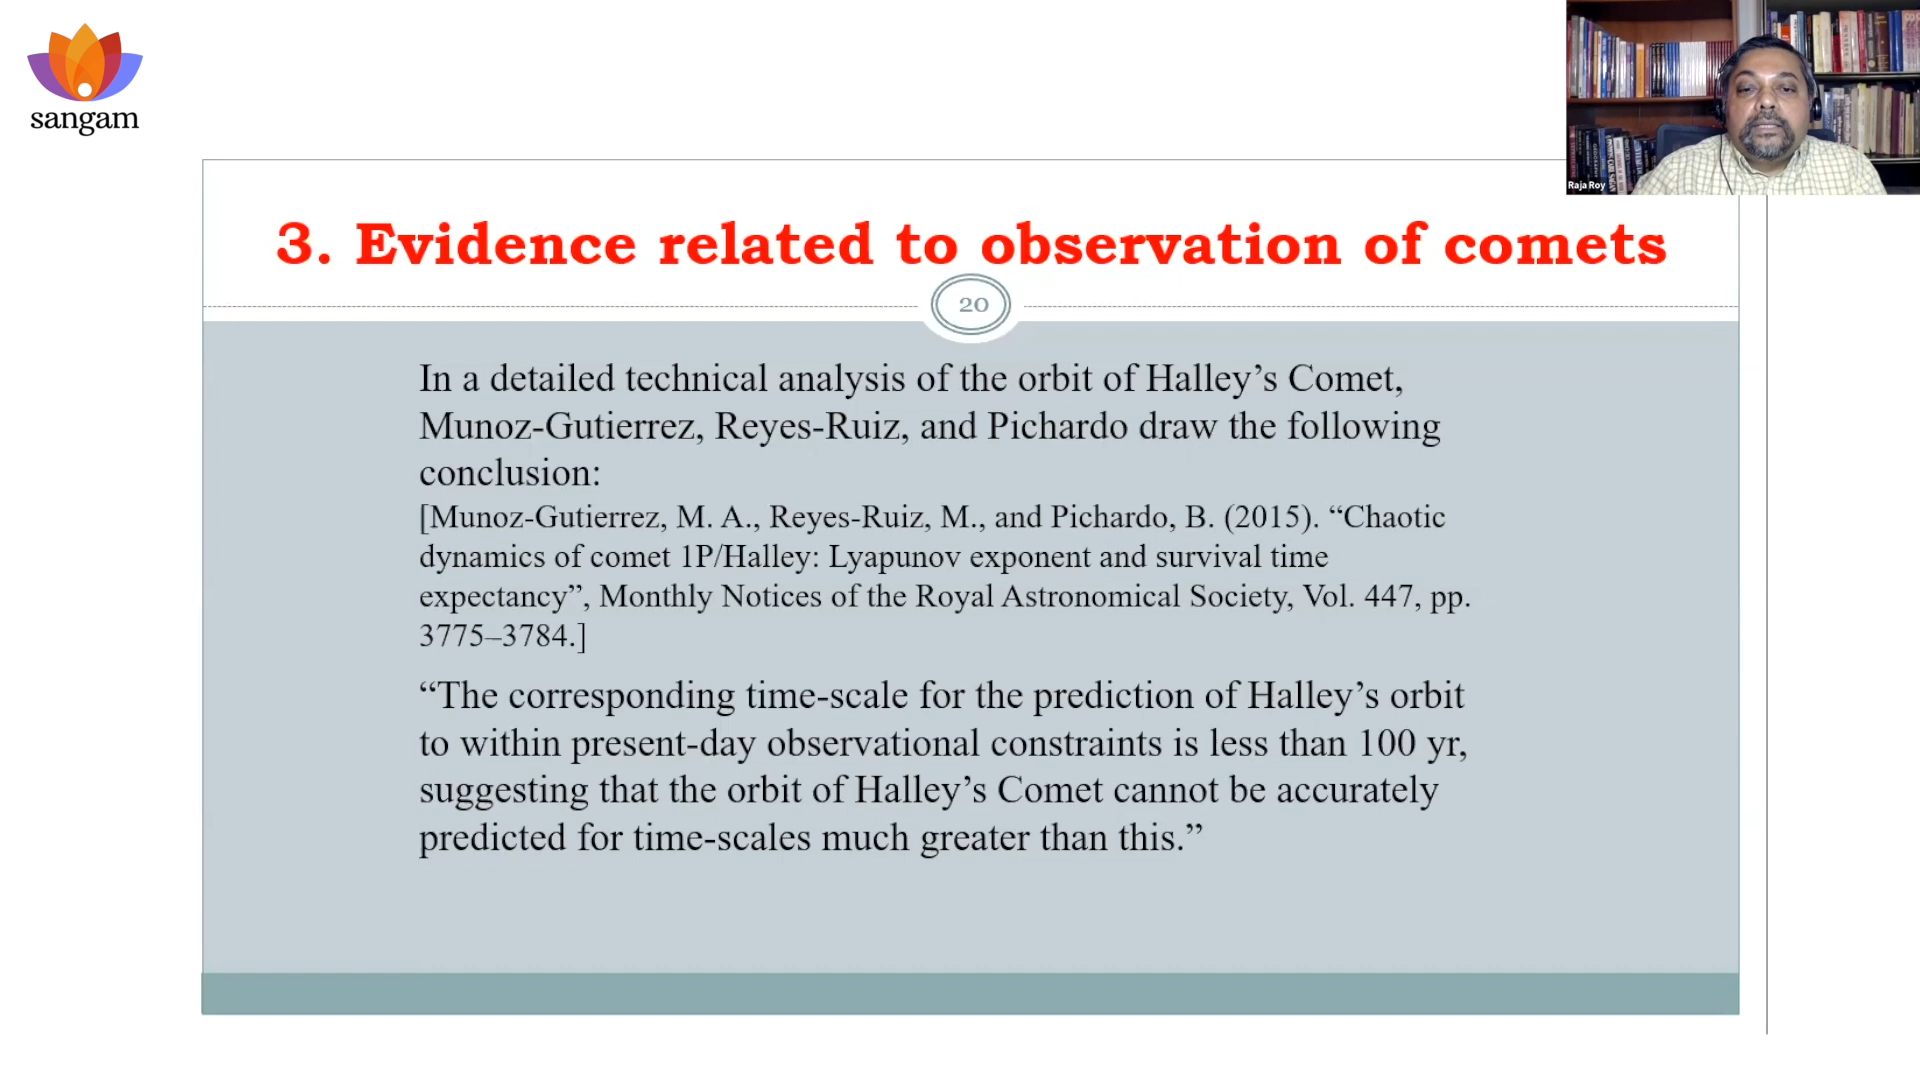 sangam
Raja Roy
3. Evidence related to observation of comets
20
In a detailed technical analysis of the orbit of Halley’s Comet,
Munoz-Gutierrez, Reyes-Ruiz, and Pichardo draw the following
conclusion:
[Munoz-Gutierrez, M. A., Reyes-Ruiz, M., and Pichardo, B. (2015). “Chaotic
dynamics of comet 1P/Halley: Lyapunov exponent and survival time
expectancy”, Monthly Notices of the Royal Astronomical Society, Vol. 447, pp.
3775–3784.]
“The corresponding time-scale for the prediction of Halley’s orbit
to within present-day observational constraints is less than 100 yr,
suggesting that the orbit of Halley’s Comet cannot be accurately
predicted for time-scales much greater than this.”